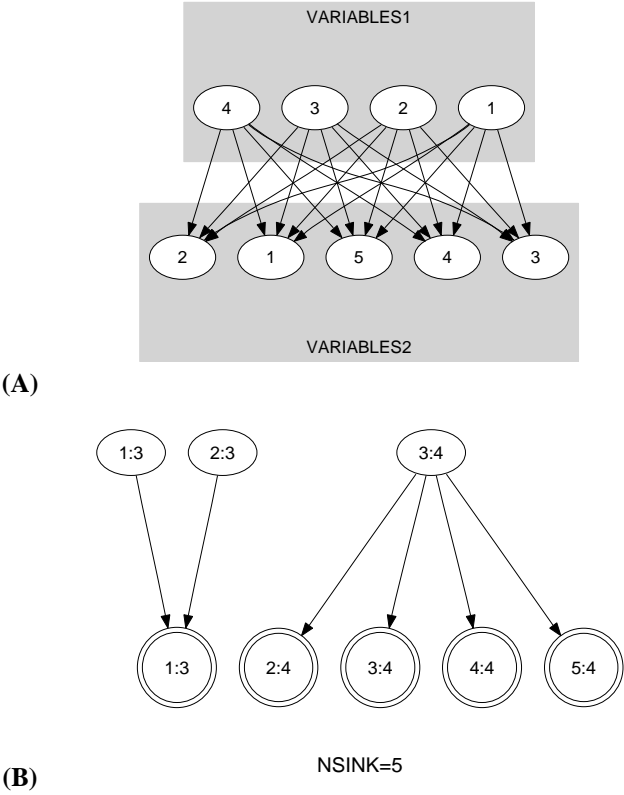 VARIABLES1
4 3 2 1
2 1 5 4 3
VARIABLES2
(A)
1:3 2:3 3:4
1:3 2:4 3:4 4:4 5:4
NSINK=5
(B)